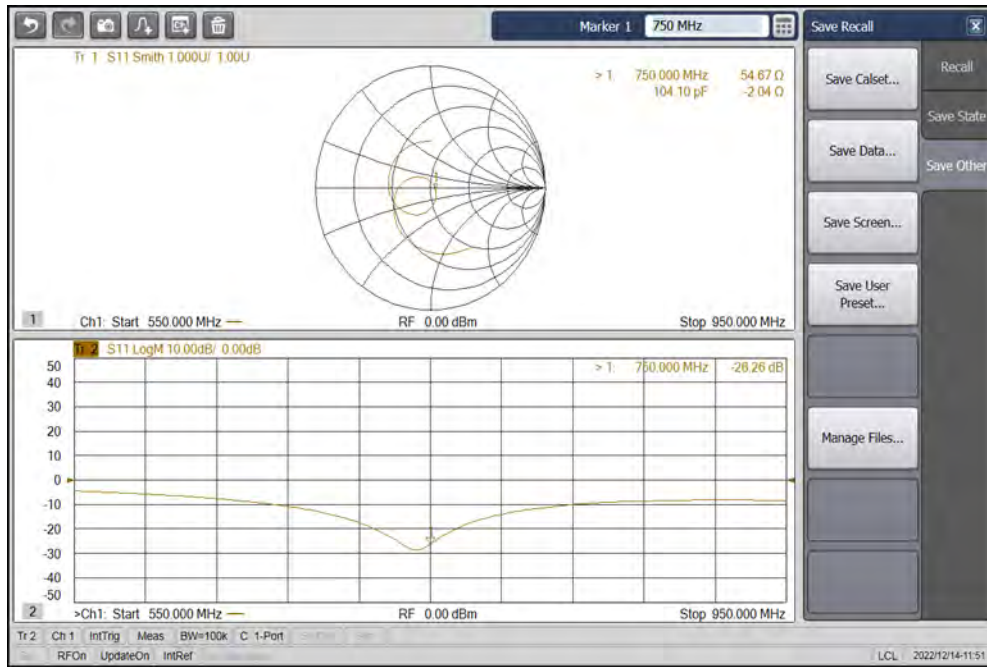 Marker 1 750 MHz
Save Recall
Save Calset...
Recall
Save Data...
Save State
Save Other
Save Screen...
Save User
Preset...
Manage Files...
Tr 1 S11 Smith 1.000U/ 1.00U
> 1: 750.000 MHz 54.67 Ω
104.10 pF -2.04 Ω
1
Ch1: Start 550.000 MHz
RF 0.00 dBm
Stop 950.000 MHz
Tr 2 S11 LogM 10.00dB/ 0.00dB
> 1: 750.000 MHz -26.26 dB
50
40
30
20
10
0
-10
-20
-30
-40
-50
2
>Ch1: Start 550.000 MHz
RF 0.00 dBm
Stop 950.000 MHz
Tr 2 Ch 1 IntTrig Meas BW=100k C 1-Port
RFOn UpdateOn IntRef
LCL 2022/12/14-11:51